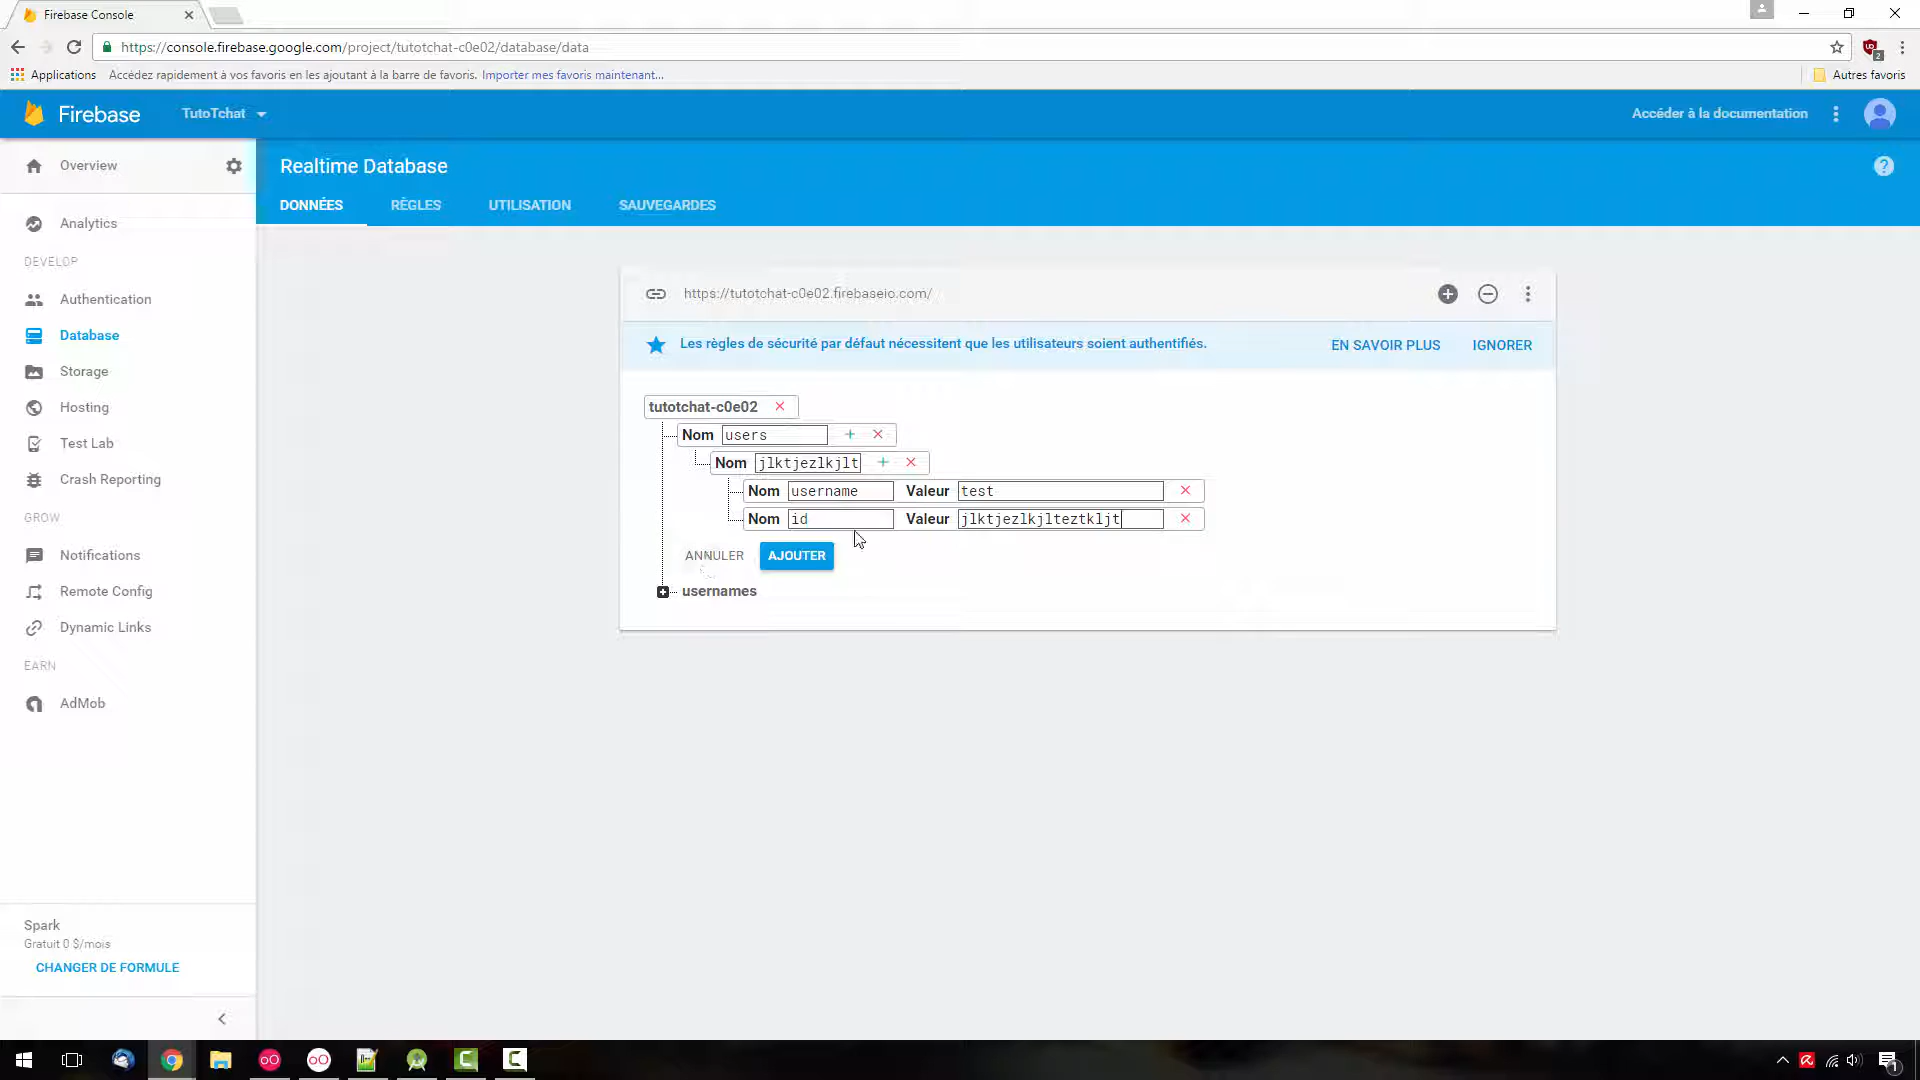 Firebase Console
https://console.firebase.google.com/project/tutotchat-c0e02/database/data
Applications Accédez rapidement à vos favoris en les ajoutant à la barre de favoris. Importer mes favoris maintenant... Autres favoris
Firebase TutoTchat Accéder à la documentation
Overview
Realtime Database
DONNÉES RÈGLES UTILISATION SAUVEGARDES
Analytics
DEVELOP
Authentication
Database
Storage
Hosting
Test Lab
Crash Reporting
GROW
Notifications
Remote Config
Dynamic Links
EARN
AdMob
Spark
Gratuit 0 $/mois
CHANGER DE FORMULE
https://tutotchat-c0e02.firebaseio.com/
Les règles de sécurité par défaut nécessitent que les utilisateurs soient authentifiés. EN SAVOIR PLUS IGNORER
tutotchat-c0e02
Nom users
Nom jlktjezlkjlt
Nom username Valeur test
Nom id Valeur jlktjezlkjlteztkljt
ANNULER AJOUTER
usernames